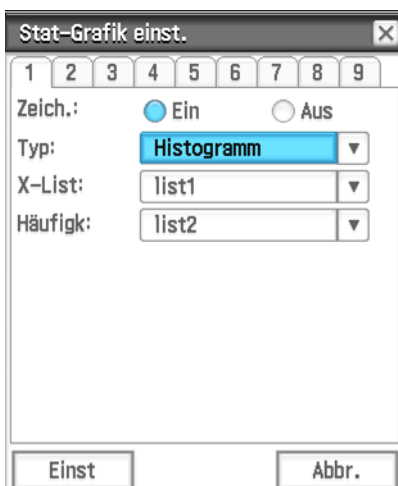 Stat-Grafik einst.
1 2 3 4 5 6 7 8 9
Zeich.: Ein Aus
Typ: Histogramm
X-List: list1
Häufigk: list2
Einst Abbr.